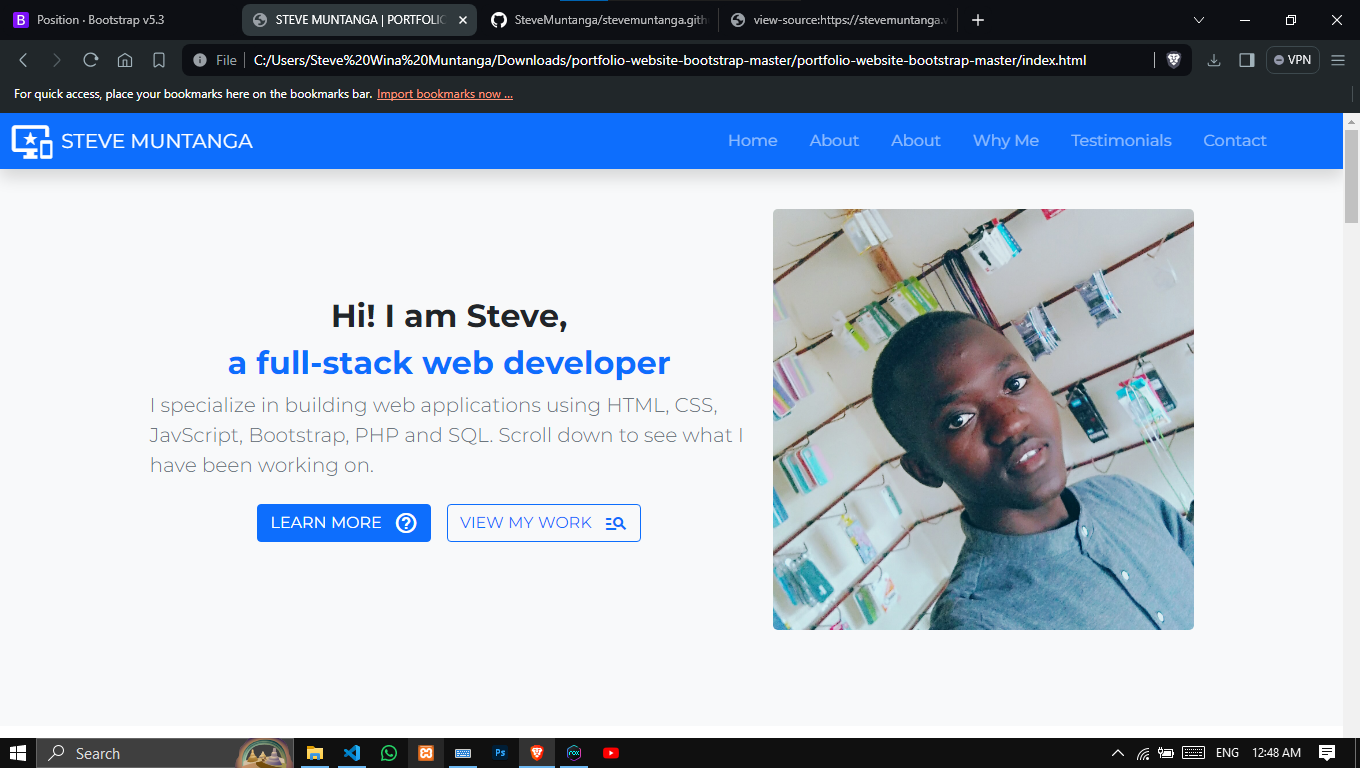 Position · Bootstrap v5.3
STEVE MUNTANGA | PORTFOLIO
SteveMuntanga/stevemuntanga.gith
view-source:https://stevemuntanga.
File
C:/Users/Steve%20Wina%20Muntanga/Downloads/portfolio-website-bootstrap-master/portfolio-website-bootstrap-master/index.html
VPN
For quick access, place your bookmarks here on the bookmarks bar. Import bookmarks now ...
STEVE MUNTANGA
Home About About Why Me Testimonials Contact
Hi! I am Steve,
a full-stack web developer
I specialize in building web applications using HTML, CSS,
JavScript, Bootstrap, PHP and SQL. Scroll down to see what I
have been working on.
LEARN MORE
VIEW MY WORK
Search
Ps
ENG
12:48 AM